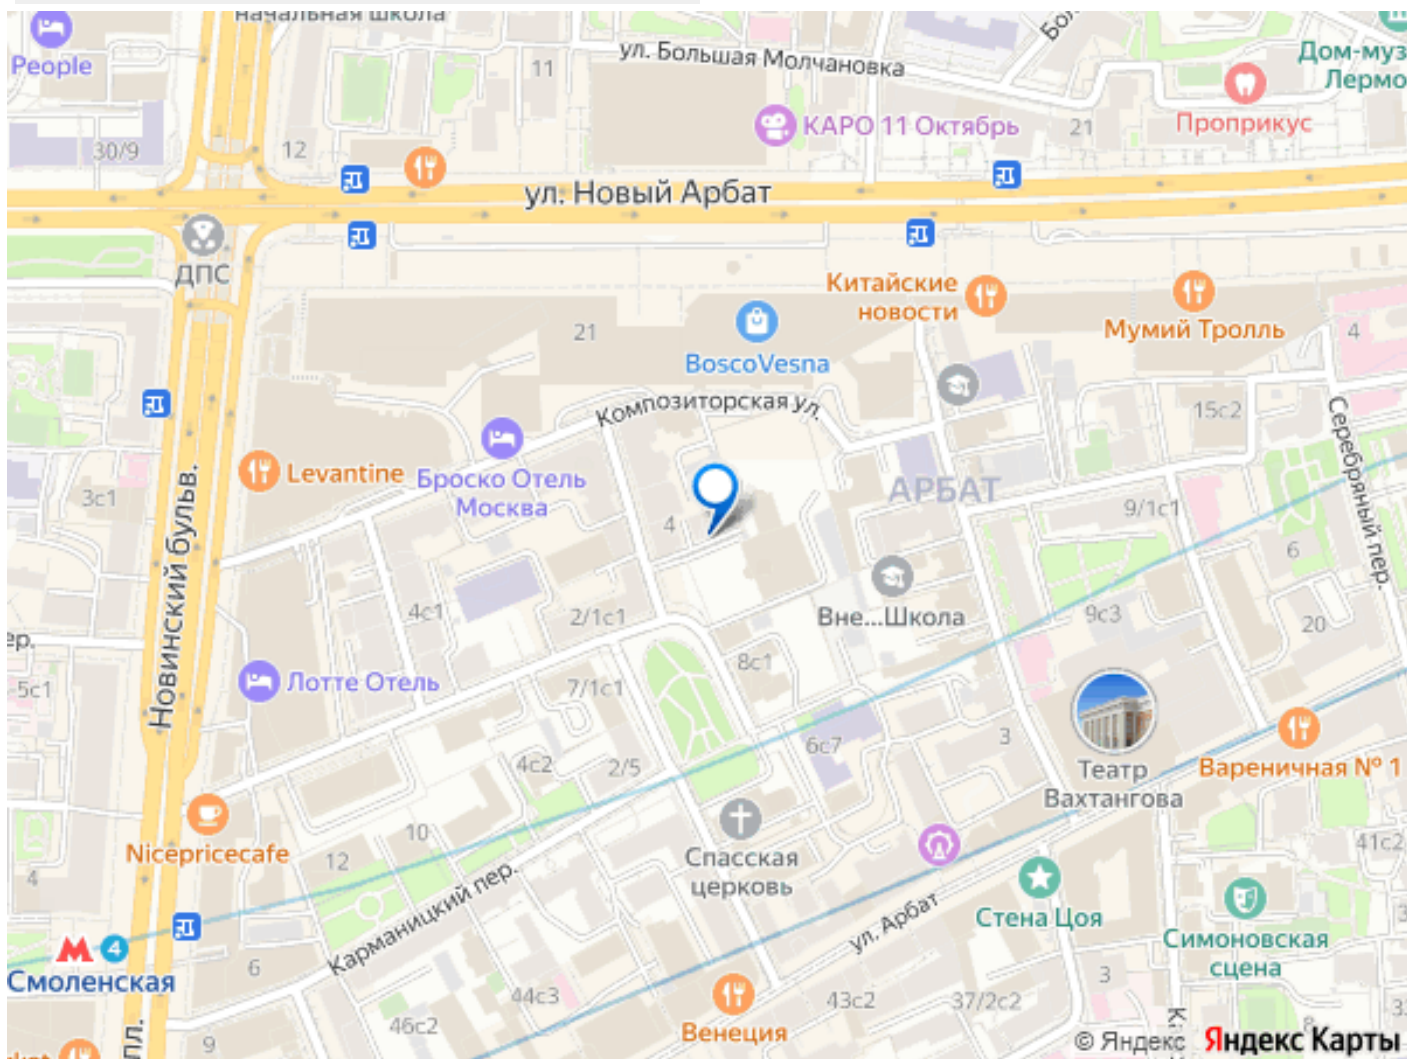 начальная школа
People
ул. Большая Молчановка
11
Дом-муз
Лермо
Проприкус
КАРО 11 Октябрь
21
30/9
12
ул. Новый Арбат
ДПС
Китайские
новости
Мумий Тролль
4
21
BoscoVesna
Композиторская ул.
15с2
Серебряный пер.
Levantine
Броско Отель
Москва
АРБАТ
3с1
Новинский бульв.
4
9/1с1
6
Вне...Школа
4с1
2/1с1
9с3
20
ер.
5с1
Лотте Отель
7/1с1
8с1
6с7
3
4с2
2/5
Театр
Вахтангова
Вареничная № 1
Nicepricecafe
10
12
4
41с2
Спасская
церковь
Карманицкий пер.
ул. Арбат
Стена Цоя
Симоновская
сцена
4
Смоленская
6
44с3
46с2
9
пл.
Венеция
43с2
37/2с2
3
8
© Яндекс
Яндекс Карты